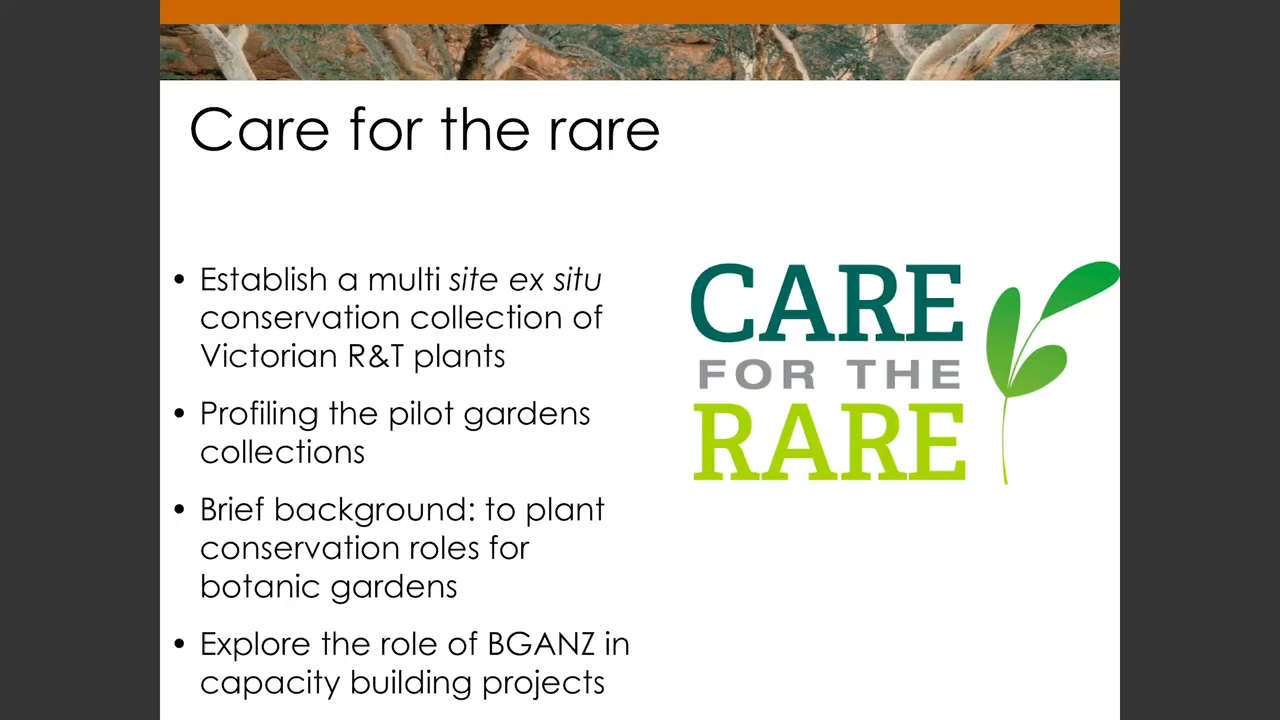 Care for the rare
• Establish a multi site ex situ
conservation collection of
Victorian R&T plants
• Profiling the pilot gardens
collections
• Brief background: to plant
conservation roles for
botanic gardens
• Explore the role of BGANZ in
capacity building projects
CARE
FOR THE
RARE